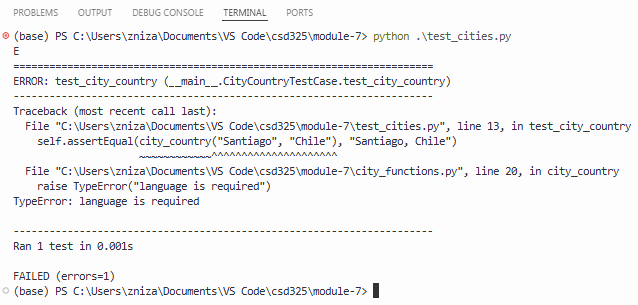 PROBLEMS OUTPUT DEBUG CONSOLE TERMINAL PORTS
(base) PS C:\Users\zniza\Documents\VS Code\csd325\module-7> python .\test_cities.py
E
======================================================================
ERROR: test_city_country (__main__.CityCountryTestCase.test_city_country)
----------------------------------------------------------------------
Traceback (most recent call last):
  File "C:\Users\zniza\Documents\VS Code\csd325\module-7\test_cities.py", line 13, in test_city_country
    self.assertEqual(city_country("Santiago", "Chile"), "Santiago, Chile")
                     ~~~~~~~~~~~~^^^^^^^^^^^^^^^^^^^^^
  File "C:\Users\zniza\Documents\VS Code\csd325\module-7\city_functions.py", line 20, in city_country
    raise TypeError("language is required")
TypeError: language is required
----------------------------------------------------------------------
Ran 1 test in 0.001s
FAILED (errors=1)
(base) PS C:\Users\zniza\Documents\VS Code\csd325\module-7>